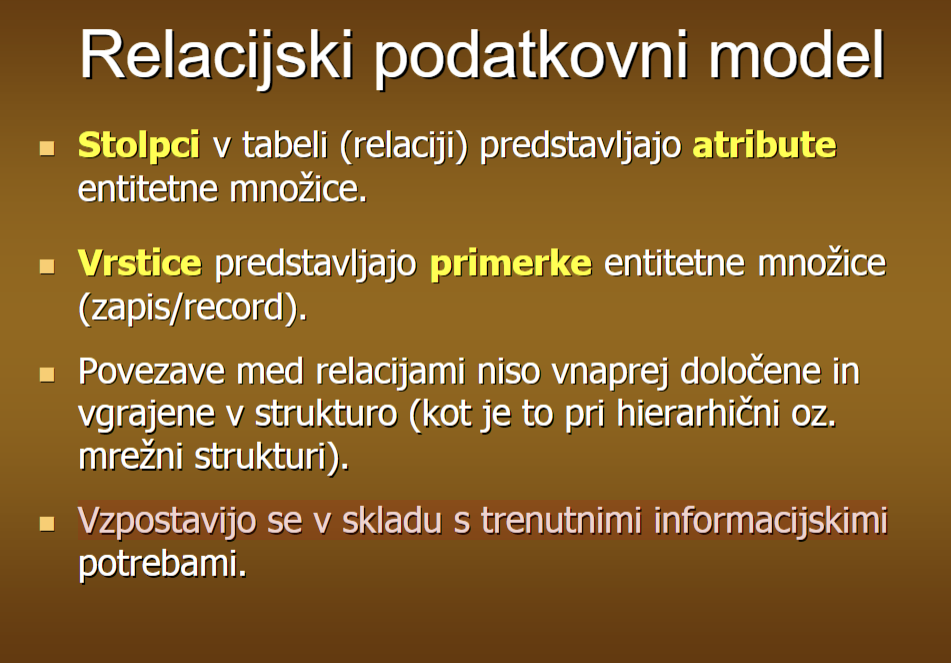 Relacijski podatkovni model
Stolpci v tabeli (relaciji) predstavljajo atribute
entitetne množice.
Vrstice predstavljajo primerke entitetne množice
(zapis/record).
Povezave med relacijami niso vnaprej določene in
vgrajene v strukturo (kot je to pri hierarhični oz.
mrežni strukturi).
Vzpostavijo se v skladu s trenutnimi informacijskimi
potrebami.